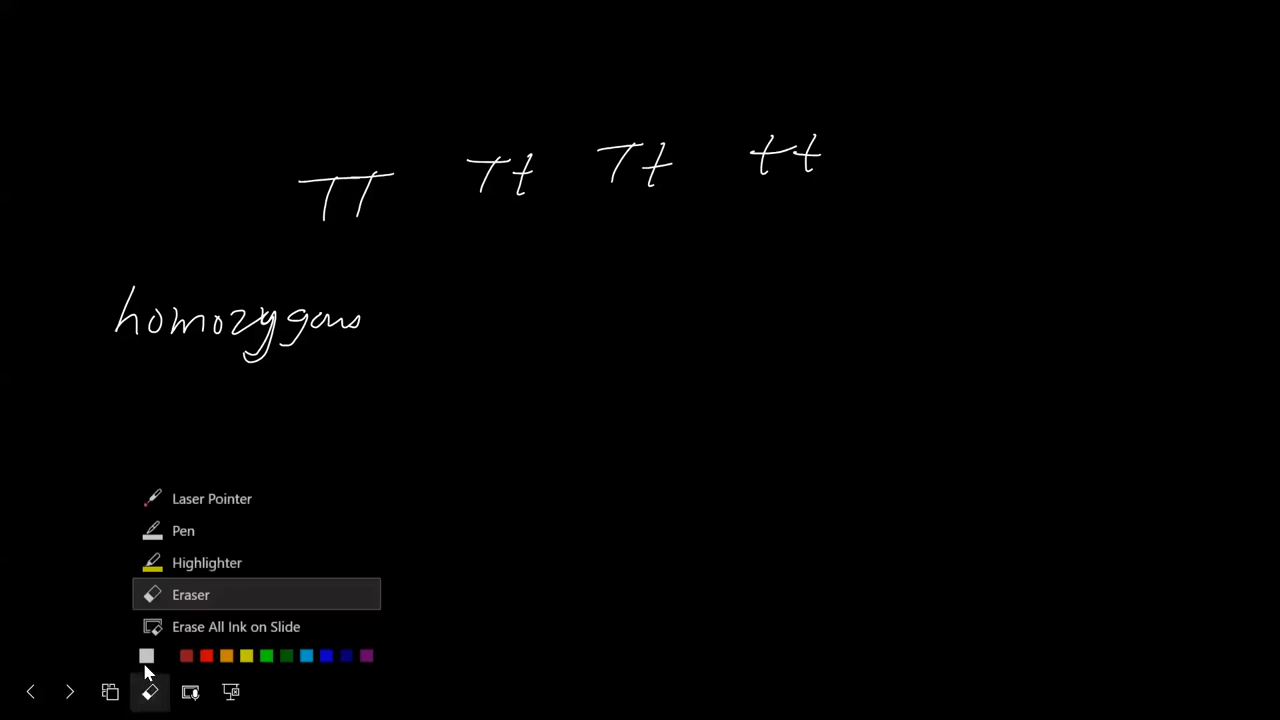 TT Tt Tt tt
homozygous
Laser Pointer
Pen
Highlighter
Eraser
Erase All Ink on Slide